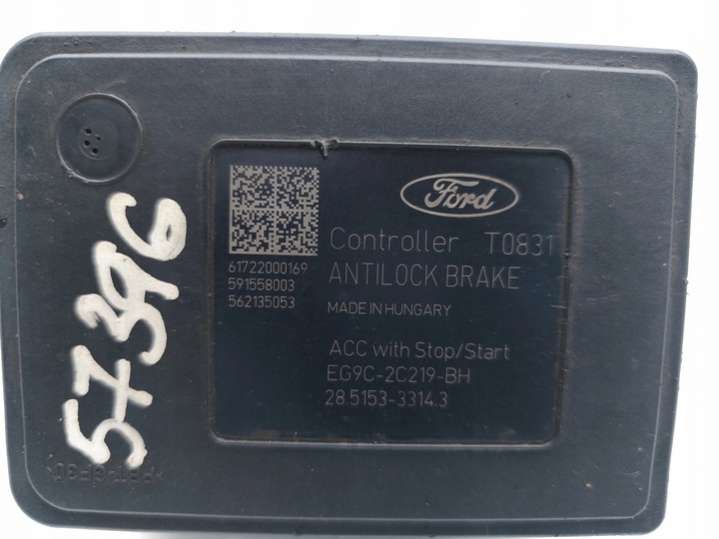 Ford
Controller T0831
ANTILOCK BRAKE
MADE IN HUNGARY
ACC with Stop/Start
EG9C-2C219-BH
28.5153-3314.3
61722000169
591558003
562135053
57396